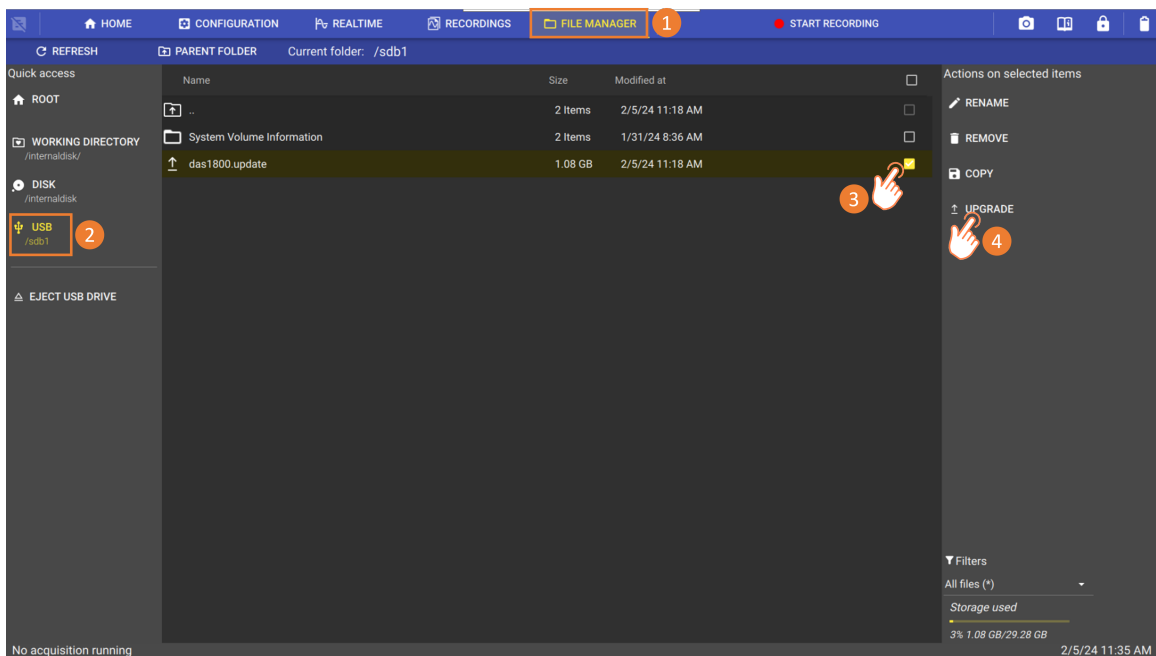 HOME CONFIGURATION REALTIME RECORDINGS FILE MANAGER 1 START RECORDING
REFRESH PARENT FOLDER Current folder: /sdb1
Quick access
ROOT
WORKING DIRECTORY
/internaldisk/
DISK
/internaldisk
USB
/sdb1
2
EJECT USB DRIVE
Name Size Modified at
.. 2 Items 2/5/24 11:18 AM
System Volume Information 2 Items 1/31/24 8:36 AM
das1800.update 1.08 GB 2/5/24 11:18 AM
3
Actions on selected items
RENAME
REMOVE
COPY
UPGRADE
4
Filters
All files (*)
Storage used
3% 1.08 GB/29.28 GB
No acquisition running 2/5/24 11:35 AM